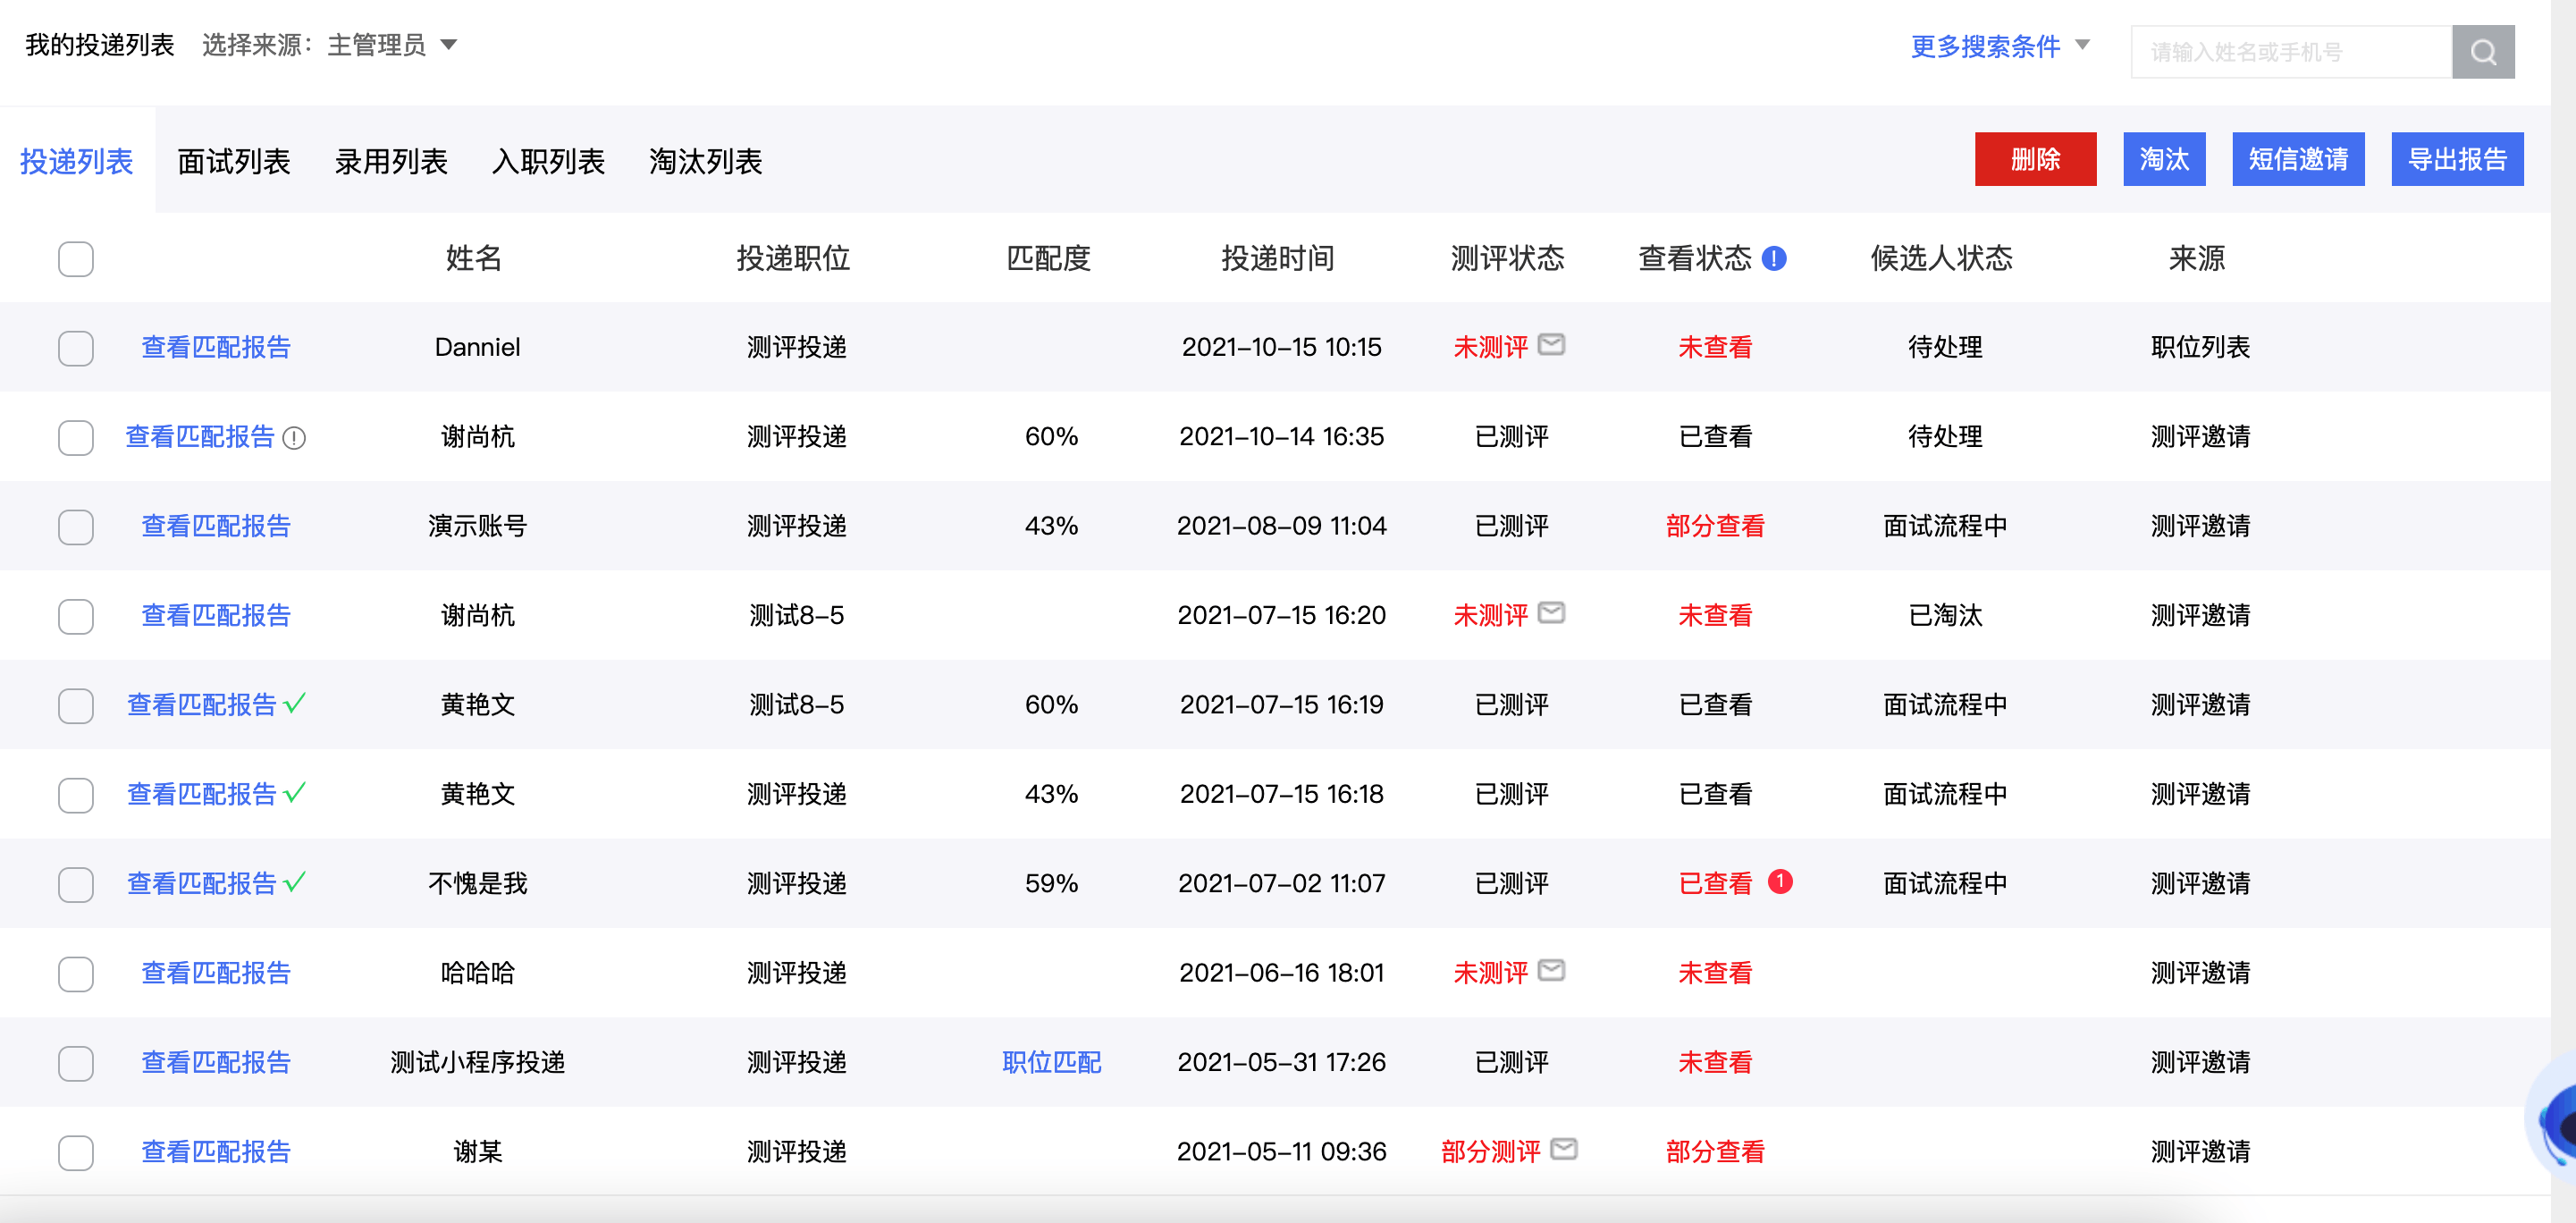 我的投递列表 选择来源：主管理员 更多搜索条件 请输入姓名或手机号
投递列表 面试列表 录用列表 入职列表 淘汰列表 删除 淘汰 短信邀请 导出报告
姓名 投递职位 匹配度 投递时间 测评状态 查看状态 候选人状态 来源
查看匹配报告 Danniel 测评投递 2021-10-15 10:15 未测评 未查看 待处理 职位列表
查看匹配报告 谢尚杭 测评投递 60% 2021-10-14 16:35 已测评 已查看 待处理 测评邀请
查看匹配报告 演示账号 测评投递 43% 2021-08-09 11:04 已测评 部分查看 面试流程中 测评邀请
查看匹配报告 谢尚杭 测试8-5 2021-07-15 16:20 未测评 未查看 已淘汰 测评邀请
查看匹配报告 黄艳文 测试8-5 60% 2021-07-15 16:19 已测评 已查看 面试流程中 测评邀请
查看匹配报告 黄艳文 测评投递 43% 2021-07-15 16:18 已测评 已查看 面试流程中 测评邀请
查看匹配报告 不愧是我 测评投递 59% 2021-07-02 11:07 已测评 已查看 1 面试流程中 测评邀请
查看匹配报告 哈哈哈 测评投递 2021-06-16 18:01 未测评 未查看 测评邀请
查看匹配报告 测试小程序投递 测评投递 职位匹配 2021-05-31 17:26 已测评 未查看 测评邀请
查看匹配报告 谢某 测评投递 2021-05-11 09:36 部分测评 部分查看 测评邀请